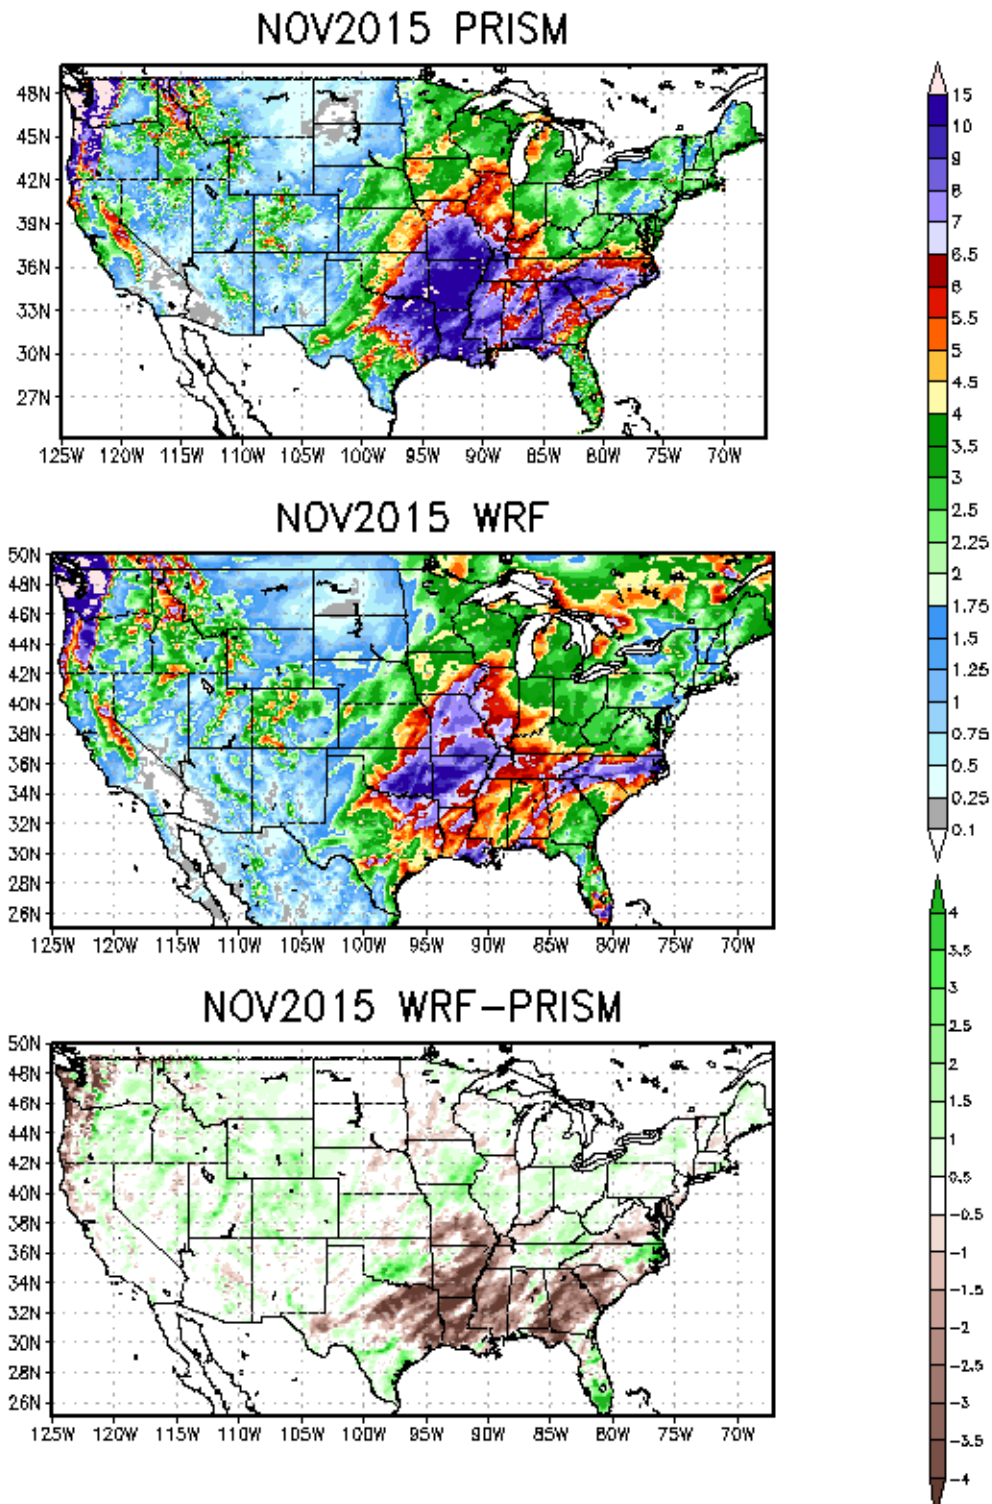 NOV2015 PRISM
48N
45N
42N
39N
36N
33N
30N
27N
125W 120W 115W 110W 105W 100W 95W 90W 85W 80W 75W 70W
15
10
9
8
7
6.5
6
5.5
5
4.5
4
3.5
3
2.5
2.25
2
1.75
1.5
1.25
1
0.75
0.5
0.25
0.1
NOV2015 WRF
50N
48N
46N
44N
42N
40N
38N
36N
34N
32N
30N
28N
26N
125W 120W 115W 110W 105W 100W 95W 90W 85W 80W 75W 70W
4
3.5
3
2.5
2
1.5
1
0.5
-0.5
-1
-1.5
-2
-2.5
-3
-3.5
-4
NOV2015 WRF-PRISM
50N
48N
46N
44N
42N
40N
38N
36N
34N
32N
30N
28N
26N
125W 120W 115W 110W 105W 100W 95W 90W 85W 80W 75W 70W